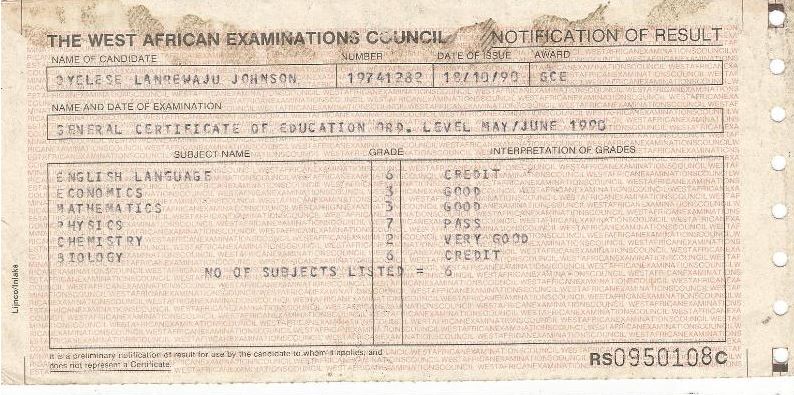 THE WEST AFRICAN EXAMINATIONS COUNCIL NOTIFICATION OF RESULT
NAME OF CANDIDATE NUMBER DATE OF ISSUE AWARD
OYELESE LANREWAJU JOHNSON 19741282 18/10/90 GCE
NAME AND DATE OF EXAMINATION
GENERAL CERTIFICATE OF EDUCATION ORD. LEVEL MAY/JUNE 1990
SUBJECT NAME GRADE INTERPRETATION OF GRADES
ENGLISH LANGUAGE 6 CREDIT
ECONOMICS 3 GOOD
MATHEMATICS 3 GOOD
PHYSICS 7 PASS
CHEMISTRY 2 VERY GOOD
BIOLOGY 6 CREDIT
NO OF SUBJECTS LISTED = 6
Lijnco/Inlaks
It is a preliminary notification of result for use by the candidate to whom it applies, and
does not represent a Certificate.
RS0950108C